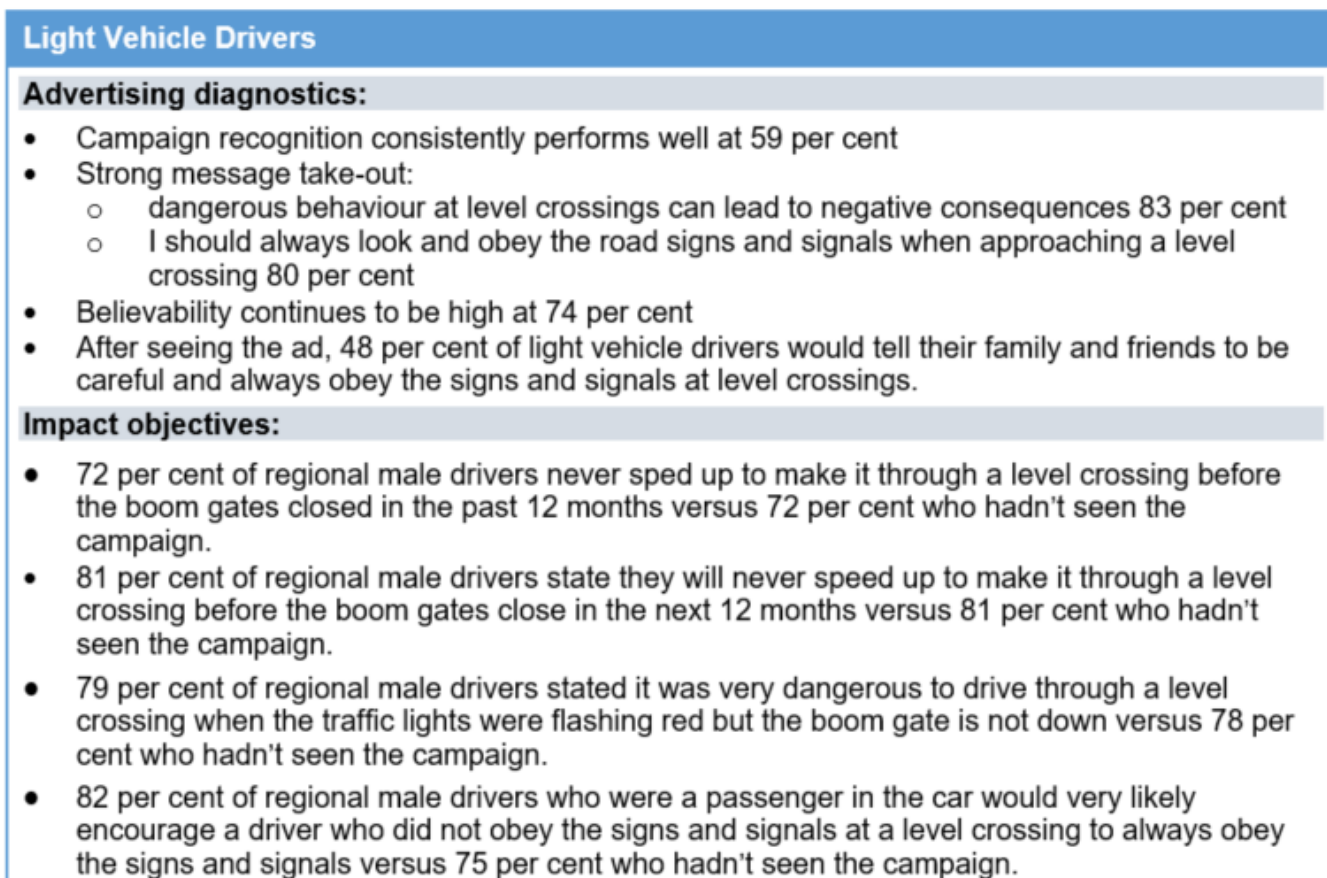 Light Vehicle Drivers
Advertising diagnostics:
• Campaign recognition consistently performs well at 59 per cent
• Strong message take-out:
o dangerous behaviour at level crossings can lead to negative consequences 83 per cent
o I should always look and obey the road signs and signals when approaching a level
crossing 80 per cent
• Believability continues to be high at 74 per cent
• After seeing the ad, 48 per cent of light vehicle drivers would tell their family and friends to be
careful and always obey the signs and signals at level crossings.
Impact objectives:
• 72 per cent of regional male drivers never sped up to make it through a level crossing before
the boom gates closed in the past 12 months versus 72 per cent who hadn't seen the
campaign.
• 81 per cent of regional male drivers state they will never speed up to make it through a level
crossing before the boom gates close in the next 12 months versus 81 per cent who hadn't
seen the campaign.
• 79 per cent of regional male drivers stated it was very dangerous to drive through a level
crossing when the traffic lights were flashing red but the boom gate is not down versus 78 per
cent who hadn't seen the campaign.
• 82 per cent of regional male drivers who were a passenger in the car would very likely
encourage a driver who did not obey the signs and signals at a level crossing to always obey
the signs and signals versus 75 per cent who hadn't seen the campaign.